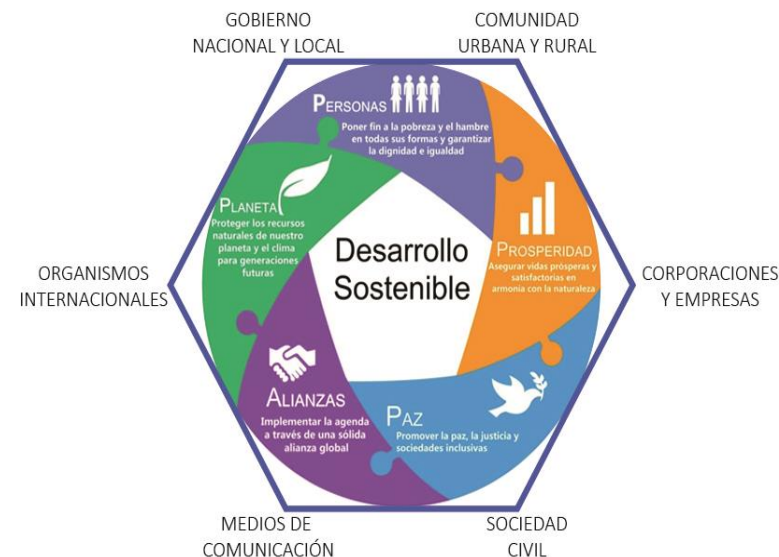 GOBIERNO
NACIONAL Y LOCAL
COMUNIDAD
URBANA Y RURAL
PERSONAS
Poner fin a la pobreza y el hambre
en todas sus formas y garantizar
la dignidad e igualdad
PLANETA
Proteger los recursos
naturales de nuestro
planeta y el clima
para generaciones
futuras
PROSPERIDAD
Asegurar vidas prósperas y
satisfactorias en
armonía con la naturaleza
Desarrollo
Sostenible
ORGANISMOS
INTERNACIONALES
CORPORACIONES
Y EMPRESAS
ALIANZAS
Implementar la agenda
a través de una sólida
alianza global
PAZ
Promover la paz, la justicia y
sociedades inclusivas
MEDIOS DE
COMUNICACIÓN
SOCIEDAD
CIVIL